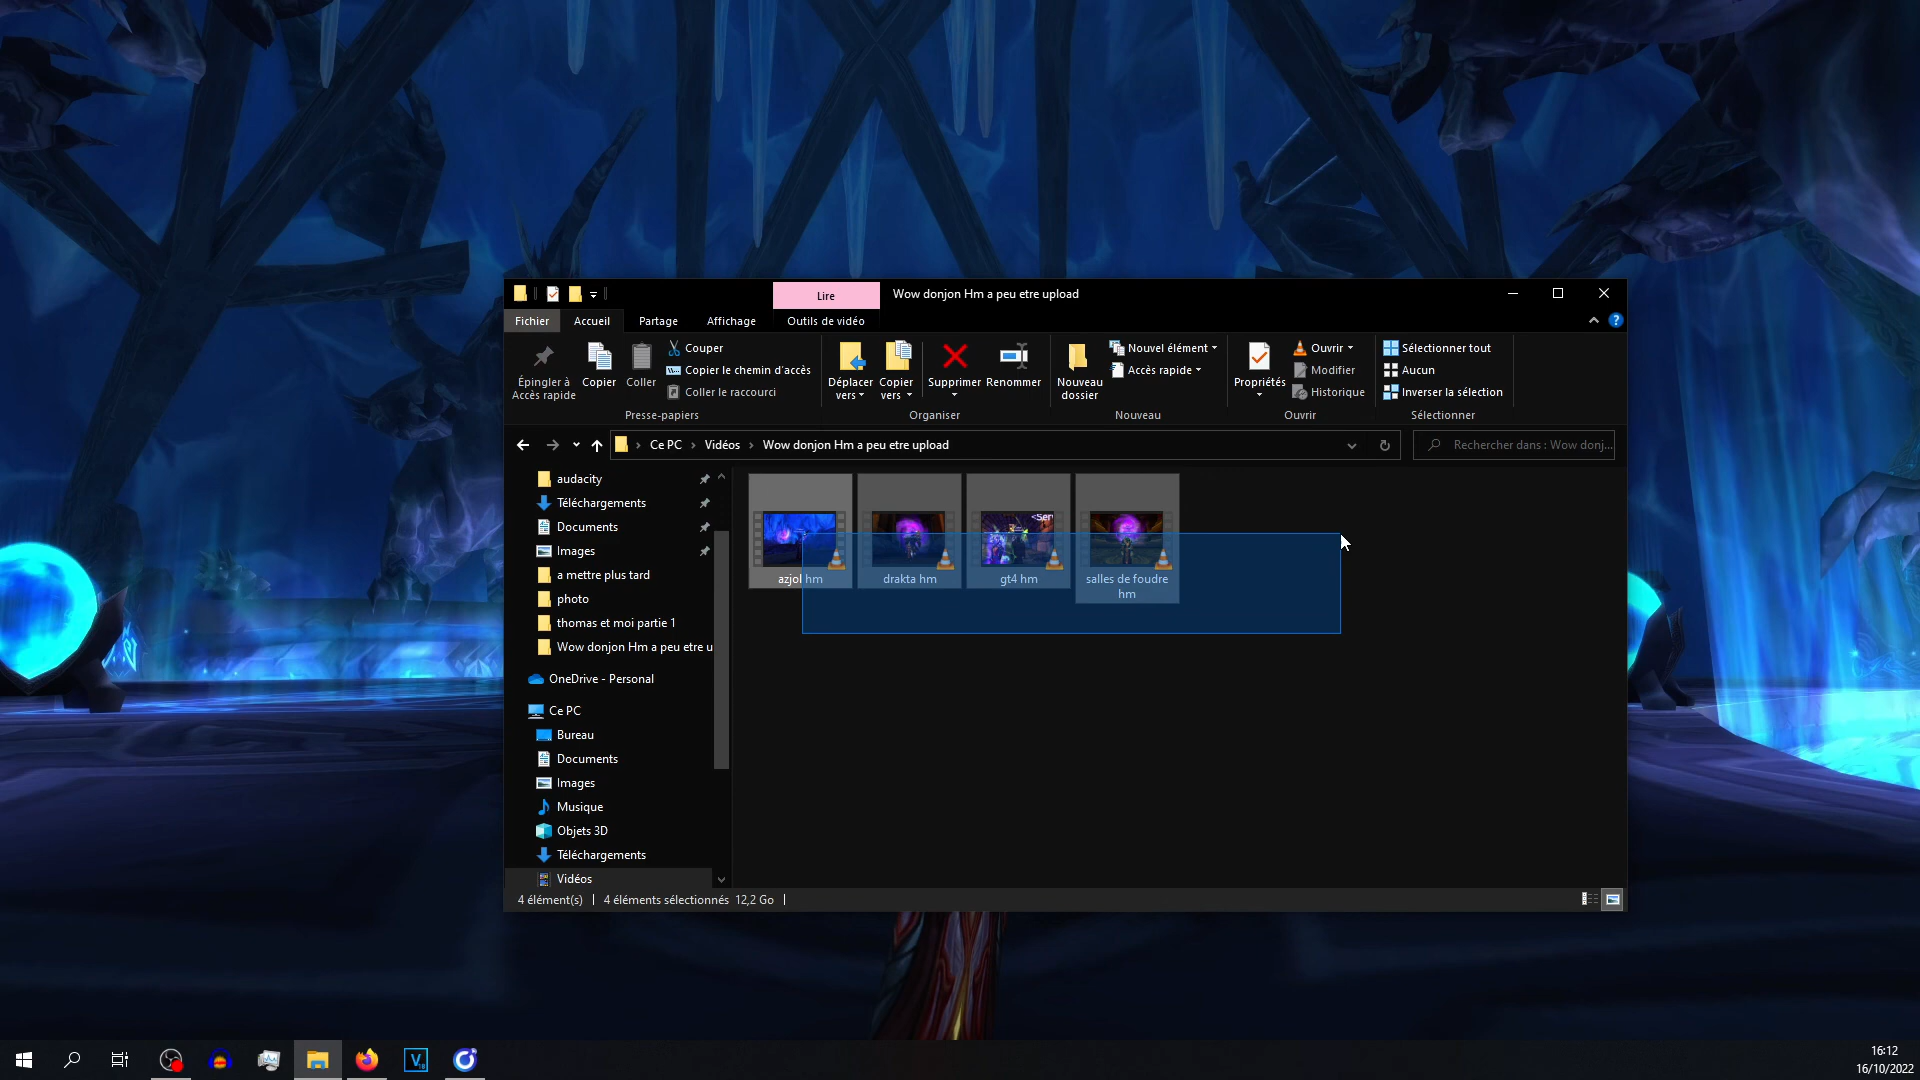 Lire
Wow donjon Hm a peu etre upload
Fichier
Accueil
Partage
Affichage
Outils de vidéo
Épingler à
Accès rapide
Copier
Coller
Couper
Copier le chemin d'accès
Coller le raccourci
Presse-papiers
Déplacer
vers
Copier
vers
Supprimer
Renommer
Organiser
Nouveau
dossier
Nouvel élément
Accès rapide
Nouveau
Propriétés
Ouvrir
Modifier
Historique
Ouvrir
Sélectionner tout
Aucun
Inverser la sélection
Sélectionner
Ce PC > Vidéos > Wow donjon Hm a peu etre upload
Rechercher dans : Wow donj...
audacity
Téléchargements
Documents
Images
a mettre plus tard
photo
thomas et moi partie 1
Wow donjon Hm a peu etre u
OneDrive - Personal
Ce PC
Bureau
Documents
Images
Musique
Objets 3D
Téléchargements
Vidéos
<Ser
azjol hm
drakta hm
gt4 hm
salles de foudre
hm
4 élément(s)
4 éléments sélectionnés 12,2 Go
16:12
16/10/2022